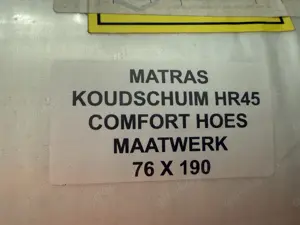 MATRAS
KOUDSCHUIM HR45
COMFORT HOES
MAATWERK
76 X 190